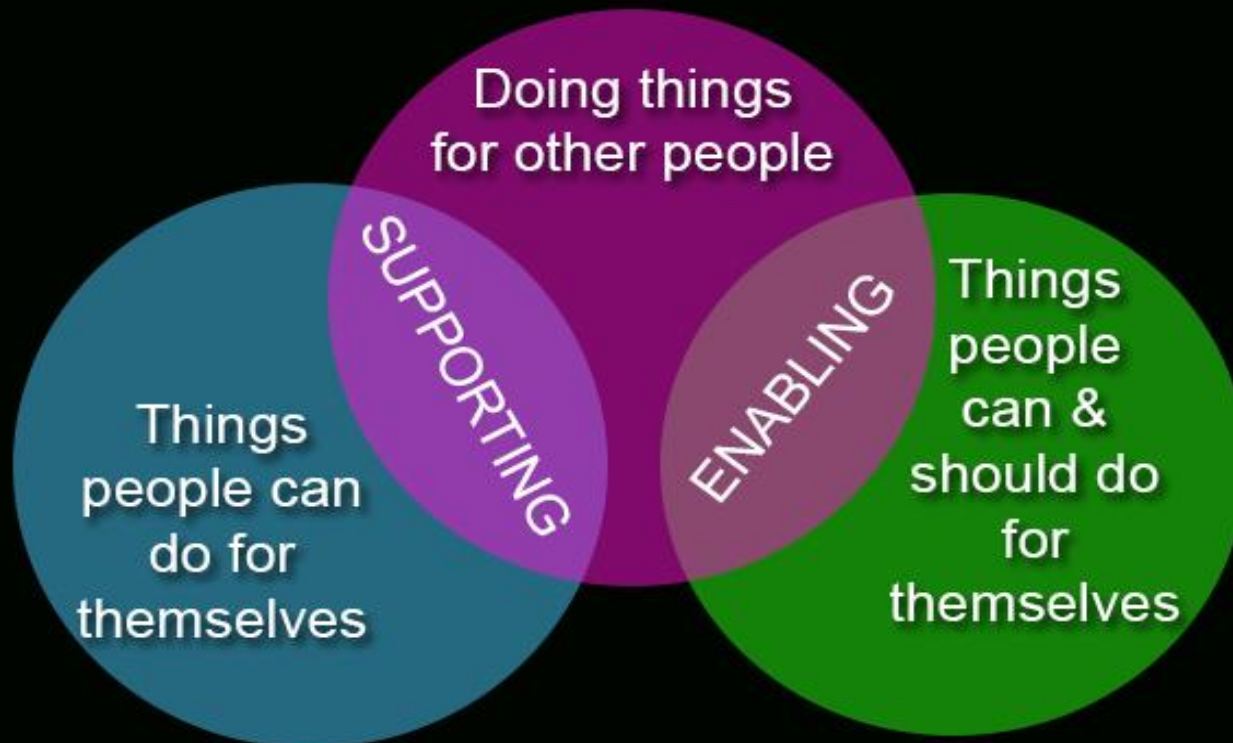 Doing things
for other people
SUPPORTING
ENABLING
Things
people can
do for
themselves
Things
people
can &
should do
for
themselves